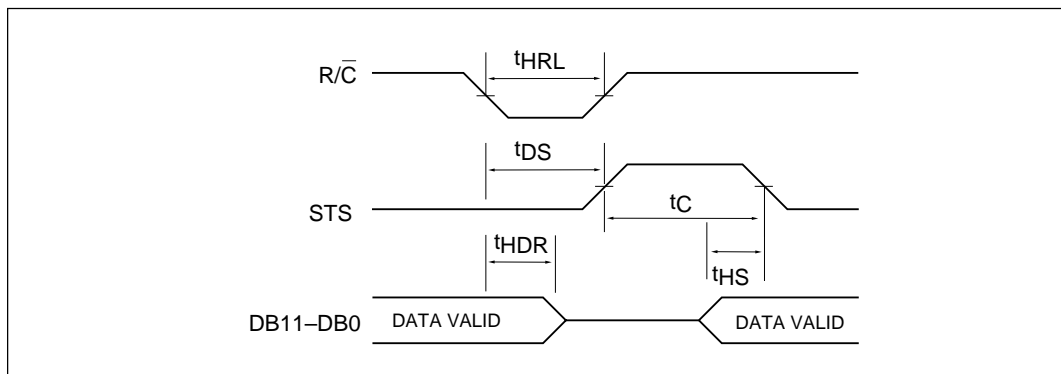 tHRL
R/C̅
tDS
STS
tC
tHDR
tHS
DB11–DB0
DATA VALID
DATA VALID